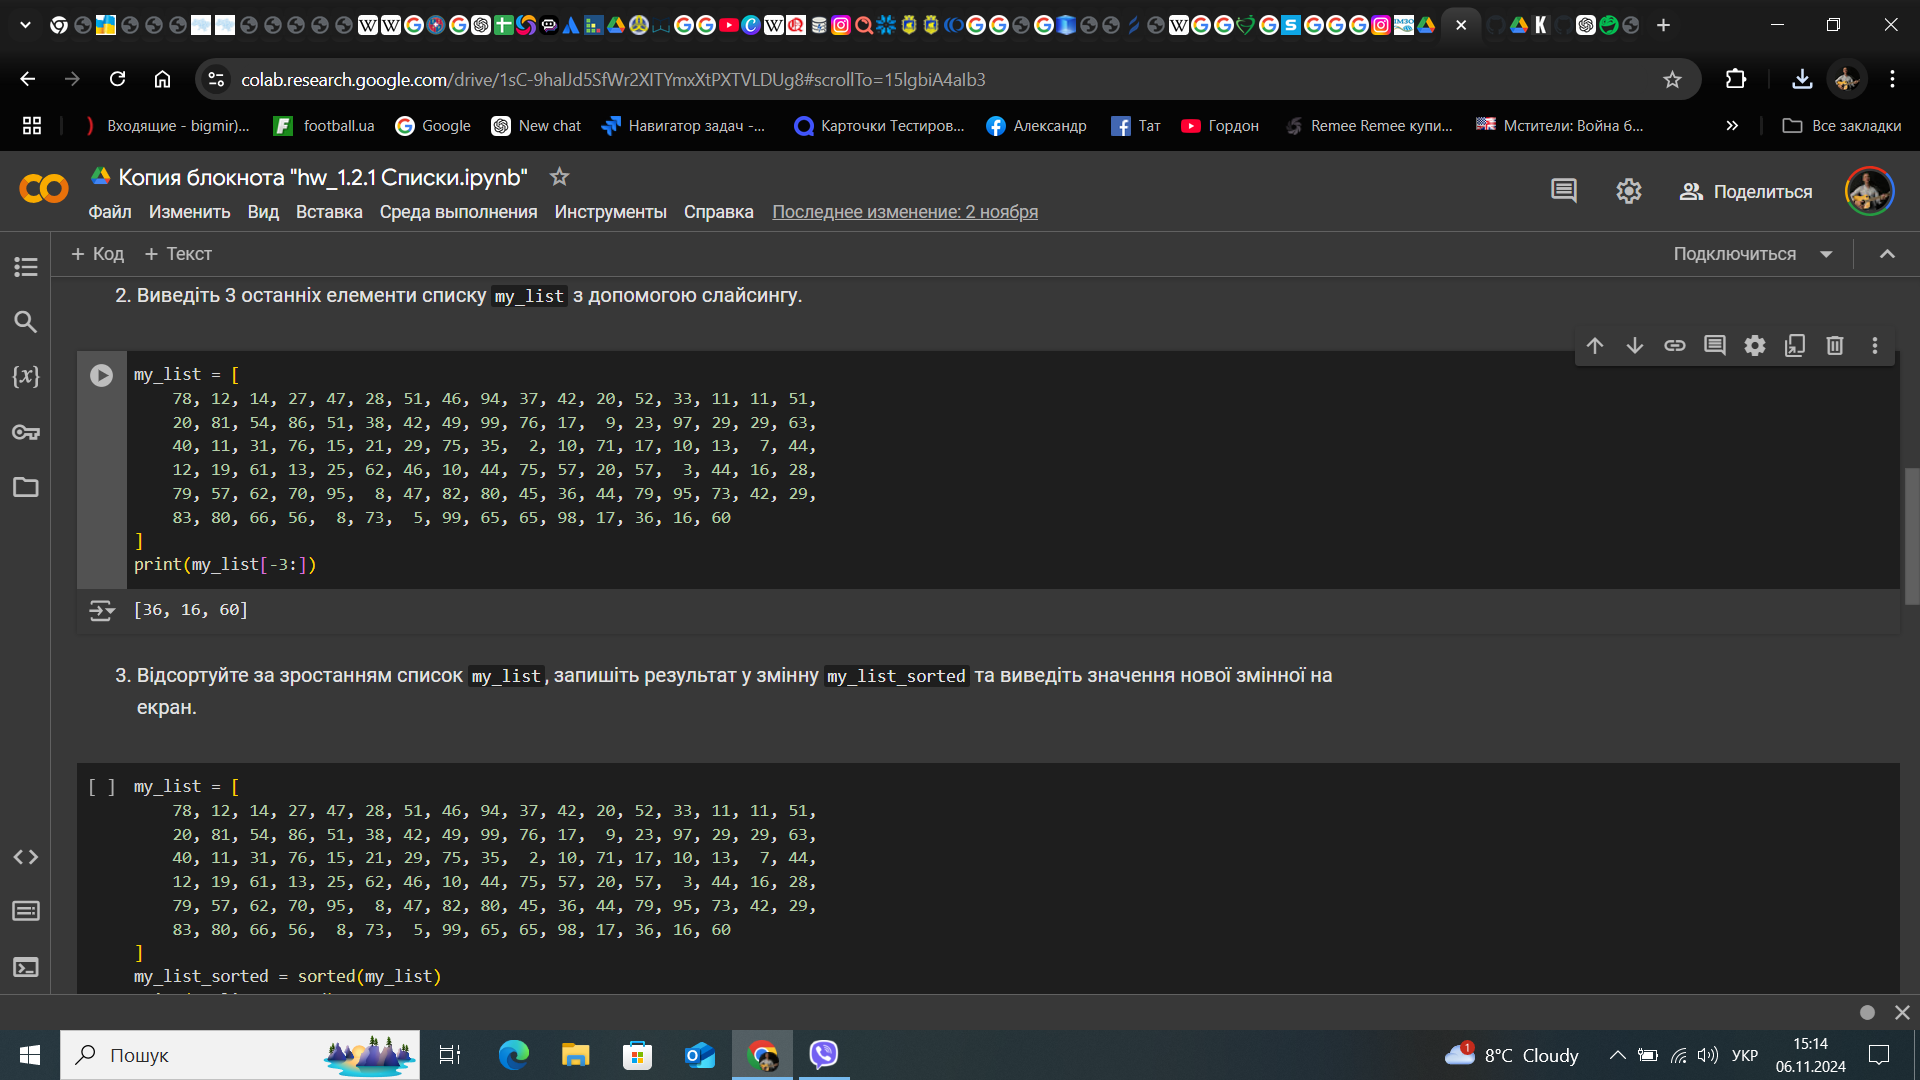 colab.research.google.com/drive/1sC-9halJd5SfWr2XITYmxXtPXTVLDUg8#scrollTo=15lgbiA4aIb3
Входящие - bigmir)... football.ua Google New chat Навигатор задач -... Карточки Тестиров... Александр Тат Гордон Remee Remee купи... Мстители: Война б... » Все закладки
Копия блокнота "hw_1.2.1 Списки.ipynb"
Поделиться
Файл Изменить Вид Вставка Среда выполнения Инструменты Справка Последнее изменение: 2 ноября
+ Код + Текст Подключиться
2. Виведіть 3 останніх елементи списку my_list з допомогою слайсингу.
my_list = [
78, 12, 14, 27, 47, 28, 51, 46, 94, 37, 42, 20, 52, 33, 11, 11, 51,
20, 81, 54, 86, 51, 38, 42, 49, 99, 76, 17, 9, 23, 97, 29, 29, 63,
40, 11, 31, 76, 15, 21, 29, 75, 35, 2, 10, 71, 17, 10, 13, 7, 44,
12, 19, 61, 13, 25, 62, 46, 10, 44, 75, 57, 20, 57, 3, 44, 16, 28,
79, 57, 62, 70, 95, 8, 47, 82, 80, 45, 36, 44, 79, 95, 73, 42, 29,
83, 80, 66, 56, 8, 73, 5, 99, 65, 65, 98, 17, 36, 16, 60
]
print(my_list[-3:])
[36, 16, 60]
3. Відсортуйте за зростанням список my_list, запишіть результат у змінну my_list_sorted та виведіть значення нової змінної на
екран.
[ ] my_list = [
78, 12, 14, 27, 47, 28, 51, 46, 94, 37, 42, 20, 52, 33, 11, 11, 51,
20, 81, 54, 86, 51, 38, 42, 49, 99, 76, 17, 9, 23, 97, 29, 29, 63,
40, 11, 31, 76, 15, 21, 29, 75, 35, 2, 10, 71, 17, 10, 13, 7, 44,
12, 19, 61, 13, 25, 62, 46, 10, 44, 75, 57, 20, 57, 3, 44, 16, 28,
79, 57, 62, 70, 95, 8, 47, 82, 80, 45, 36, 44, 79, 95, 73, 42, 29,
83, 80, 66, 56, 8, 73, 5, 99, 65, 65, 98, 17, 36, 16, 60
]
my_list_sorted = sorted(my_list)
Пошук
1 8°C Cloudy УКР
15:14
06.11.2024